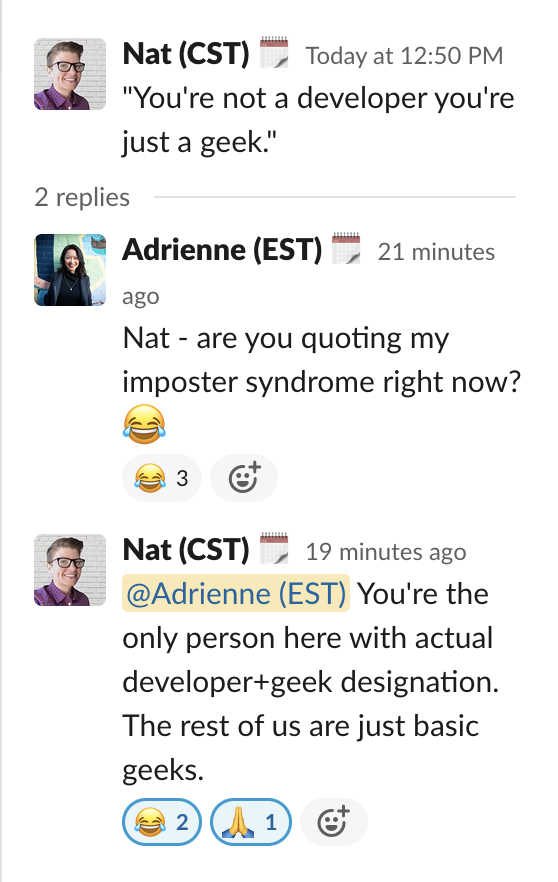 Nat (CST) Today at 12:50 PM
"You're not a developer you're
just a geek."
2 replies
Adrienne (EST) 21 minutes
ago
Nat - are you quoting my
imposter syndrome right now?
😂
😂 3
Nat (CST) 19 minutes ago
@Adrienne (EST) You're the
only person here with actual
developer+geek designation.
The rest of us are just basic
geeks.
😂 2 🙏 1